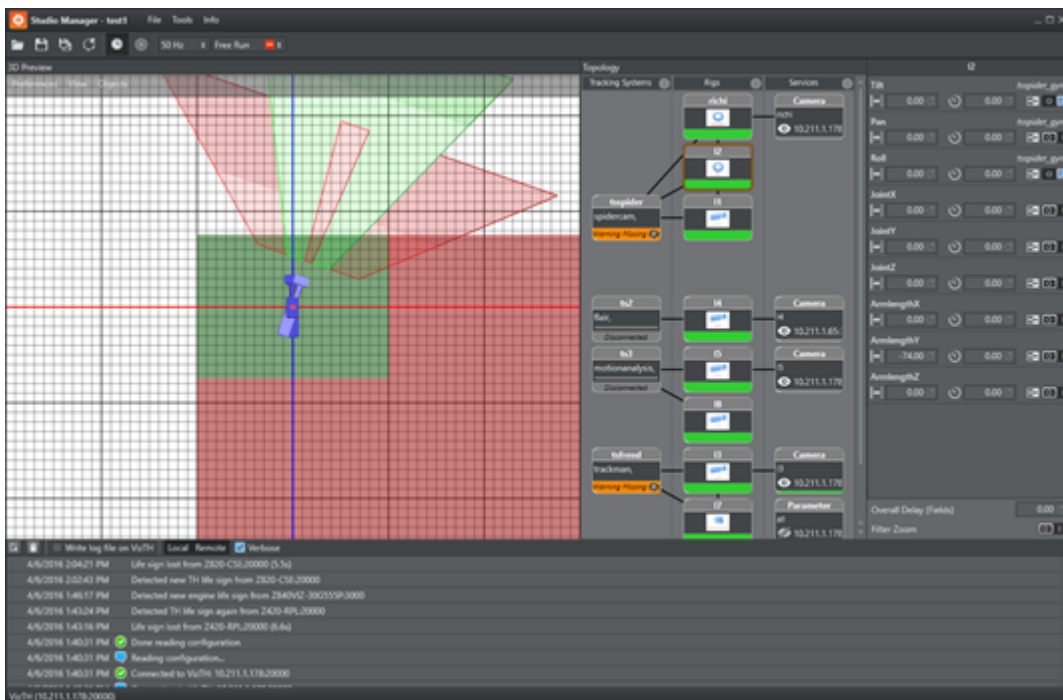 Studio Manager - test1 File Tools Info
50 Hz Free Run
3D Preview
Preferences View Objects
Topology
Tracking Systems Rigs Services
richi
Camera
richi
10.211.1.178
l2
tsspider
spidercam,
Warning Missing
l1
ts2
flair,
Disconnected
l4
Camera
10.211.1.65
ts3
motionanalysis,
Disconnected
l5
Camera
l5
10.211.1.178
l6
tsfreed
trackman,
Warning Missing
l3
Camera
l3
10.211.1.178
l7
Parameter
10.211.1.178
l2
Tilt
0.00 0.00
Pan
0.00 0.00
Roll
0.00 0.00
JointX
0.00 0.00
JointY
0.00 0.00
JointZ
0.00 0.00
ArmlengthX
0.00 0.00
ArmlengthY
-74.00 0.00
ArmlengthZ
0.00 0.00
Overall Delay (Fields) 0.00
Filter Zoom
Write log file on VizTH Local Remote Verbose
4/6/2016 2:04:21 PM Life sign lost from Z820-CSE:20000 (5.5s)
4/6/2016 2:02:43 PM Detected new TH life sign from Z820-CSE:20000
4/6/2016 1:46:17 PM Detected new engine life sign from Z840VIZ-30G555P:3000
4/6/2016 1:43:24 PM Detected TH life sign again from Z420-RPL:20000
4/6/2016 1:43:16 PM Life sign lost from Z420-RPL:20000 (6.6s)
4/6/2016 1:40:31 PM Done reading configuration
4/6/2016 1:40:31 PM Reading configuration...
4/6/2016 1:40:31 PM Connected to VizTH: 10.211.1.178:20000
VizTH (10.211.1.178:20000)